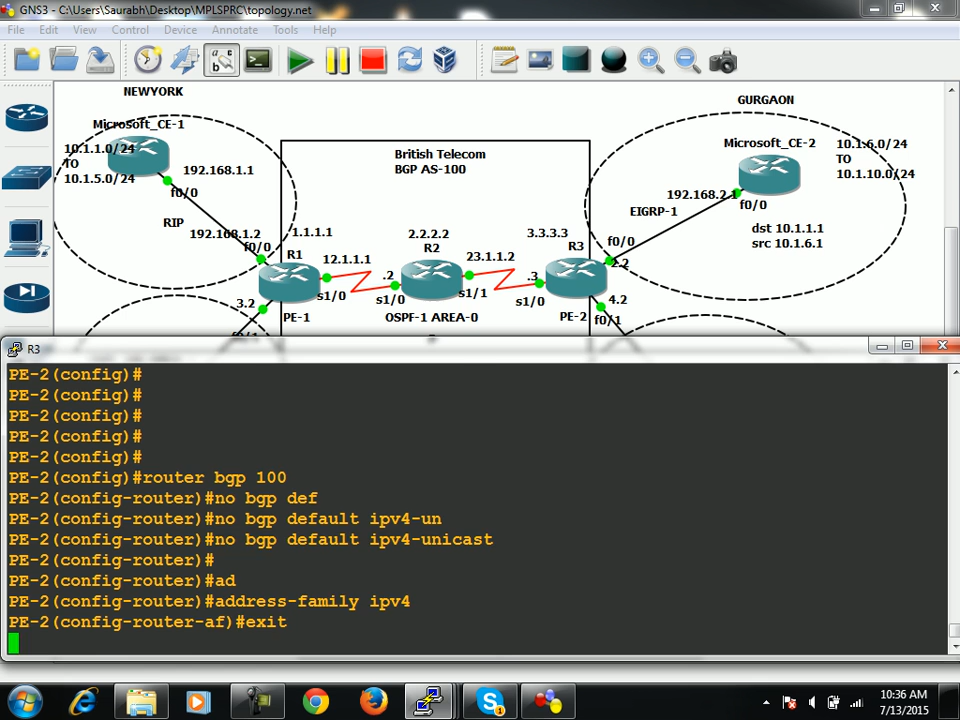 GNS3 - C:\Users\Saurabh\Desktop\MPLSPRC\topology.net
File Edit View Control Device Annotate Tools Help
NEWYORK
GURGAON
Microsoft_CE-1
10.1.1.0/24
TO
10.1.5.0/24
192.168.1.1
f0/0
RIP
192.168.1.2
f0/0
British Telecom
BGP AS-100
Microsoft_CE-2
10.1.6.0/24
TO
10.1.10.0/24
192.168.2.1
f0/0
EIGRP-1
dst 10.1.1.1
src 10.1.6.1
1.1.1.1
R1
12.1.1.1
s1/0
PE-1
3.2
f0/1
2.2.2.2
R2
.2
s1/0
s1/1
23.1.1.2
OSPF-1 AREA-0
3.3.3.3
R3
.3
s1/0
f0/0
2.2
4.2
PE-2
f0/1
R3
PE-2(config)#
PE-2(config)#
PE-2(config)#
PE-2(config)#
PE-2(config)#
PE-2(config)#router bgp 100
PE-2(config-router)#no bgp def
PE-2(config-router)#no bgp default ipv4-un
PE-2(config-router)#no bgp default ipv4-unicast
PE-2(config-router)#
PE-2(config-router)#ad
PE-2(config-router)#address-family ipv4
PE-2(config-router-af)#exit
10:36 AM
7/13/2015